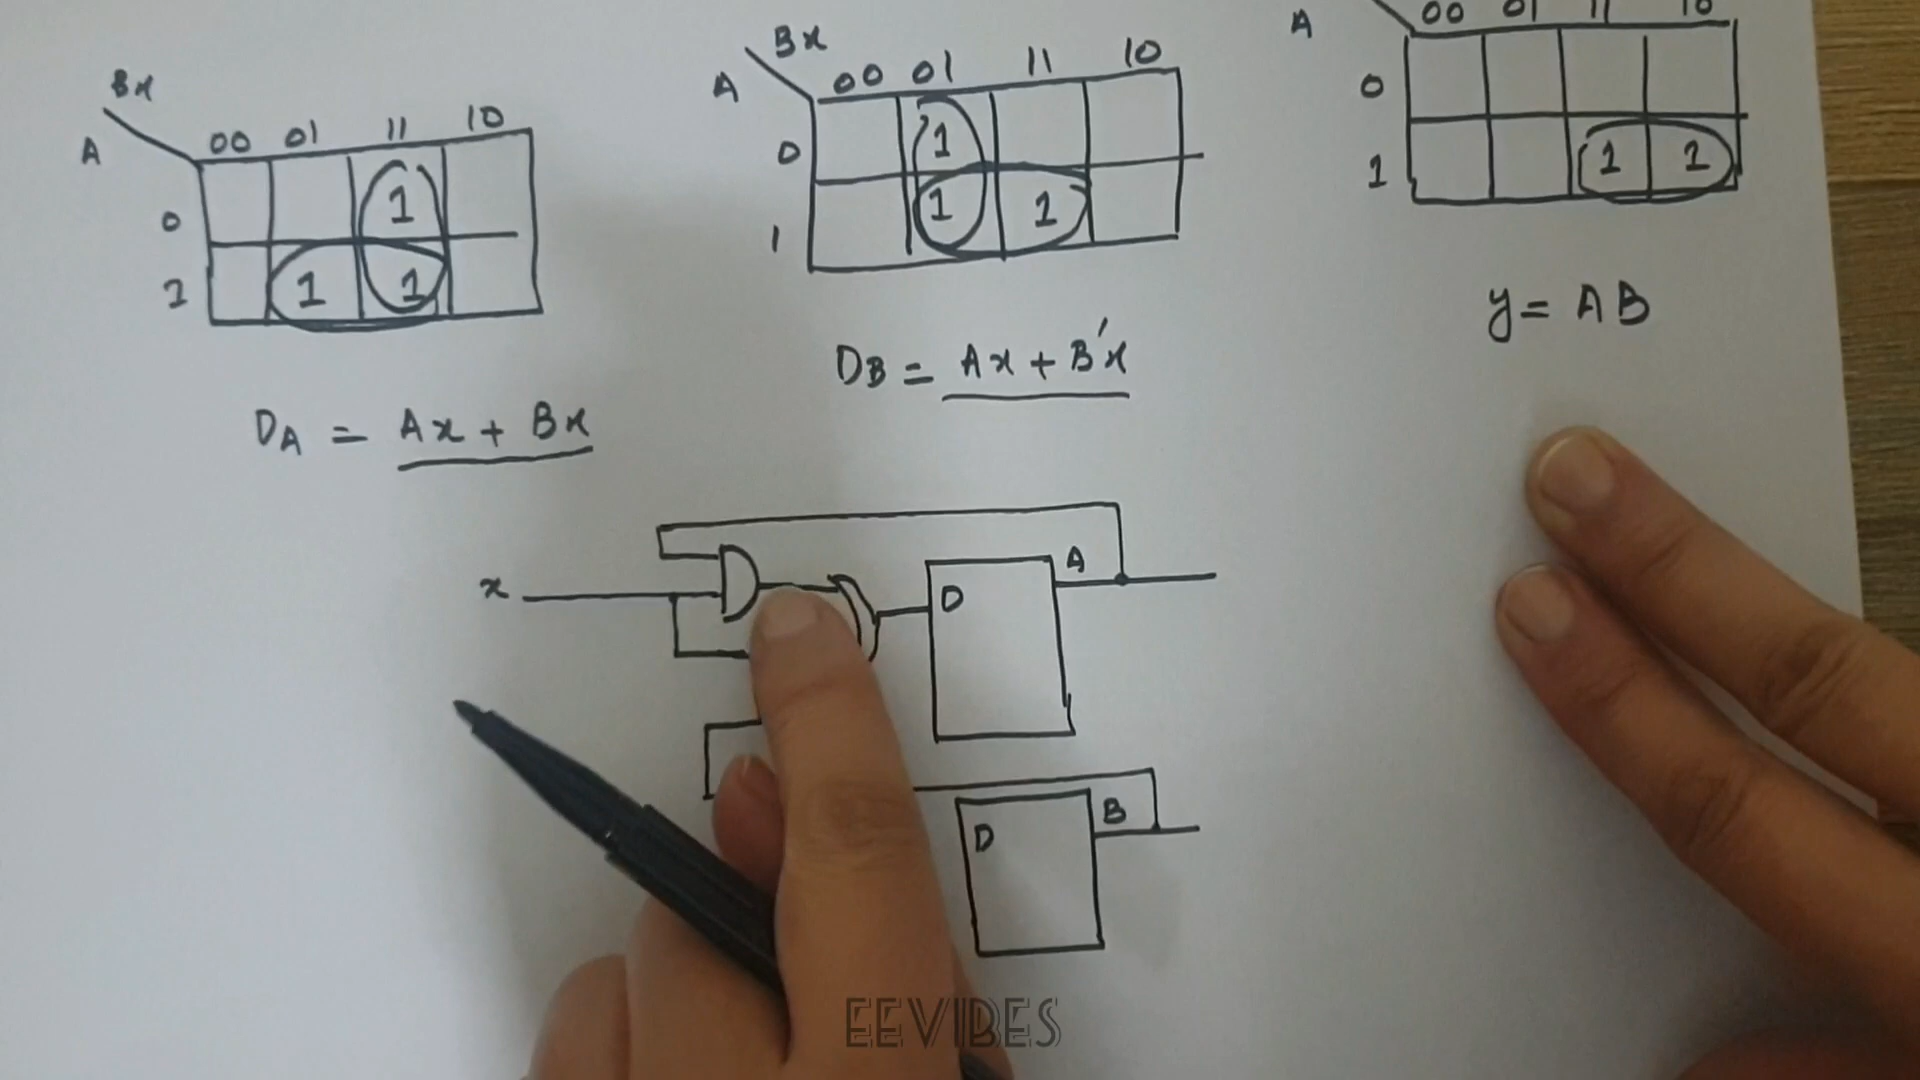 Bx
A
00 01 11 10
0
1
1
1 1
DA = Ax + Bx
Bx
A
00 01 11 10
0
1
1
1 1
DB = Ax + B'x
A
00 01 11 10
0
1
1 1
y = AB
x
D
A
D
B
EEVIBES